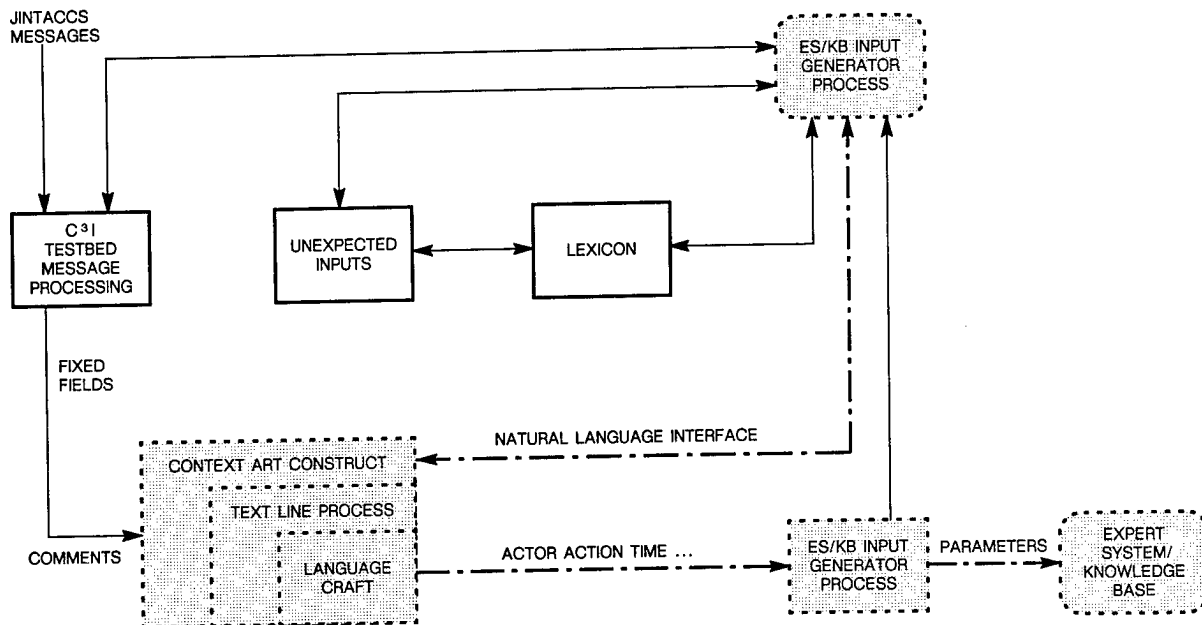 JINTACCS
MESSAGES
ES/KB INPUT
GENERATOR
PROCESS
C³I
TESTBED
MESSAGE
PROCESSING
UNEXPECTED
INPUTS
LEXICON
FIXED
FIELDS
NATURAL LANGUAGE INTERFACE
CONTEXT ART CONSTRUCT
TEXT LINE PROCESS
LANGUAGE
CRAFT
COMMENTS
ACTOR ACTION TIME ...
ES/KB INPUT
GENERATOR
PROCESS
PARAMETERS
EXPERT
SYSTEM/
KNOWLEDGE
BASE